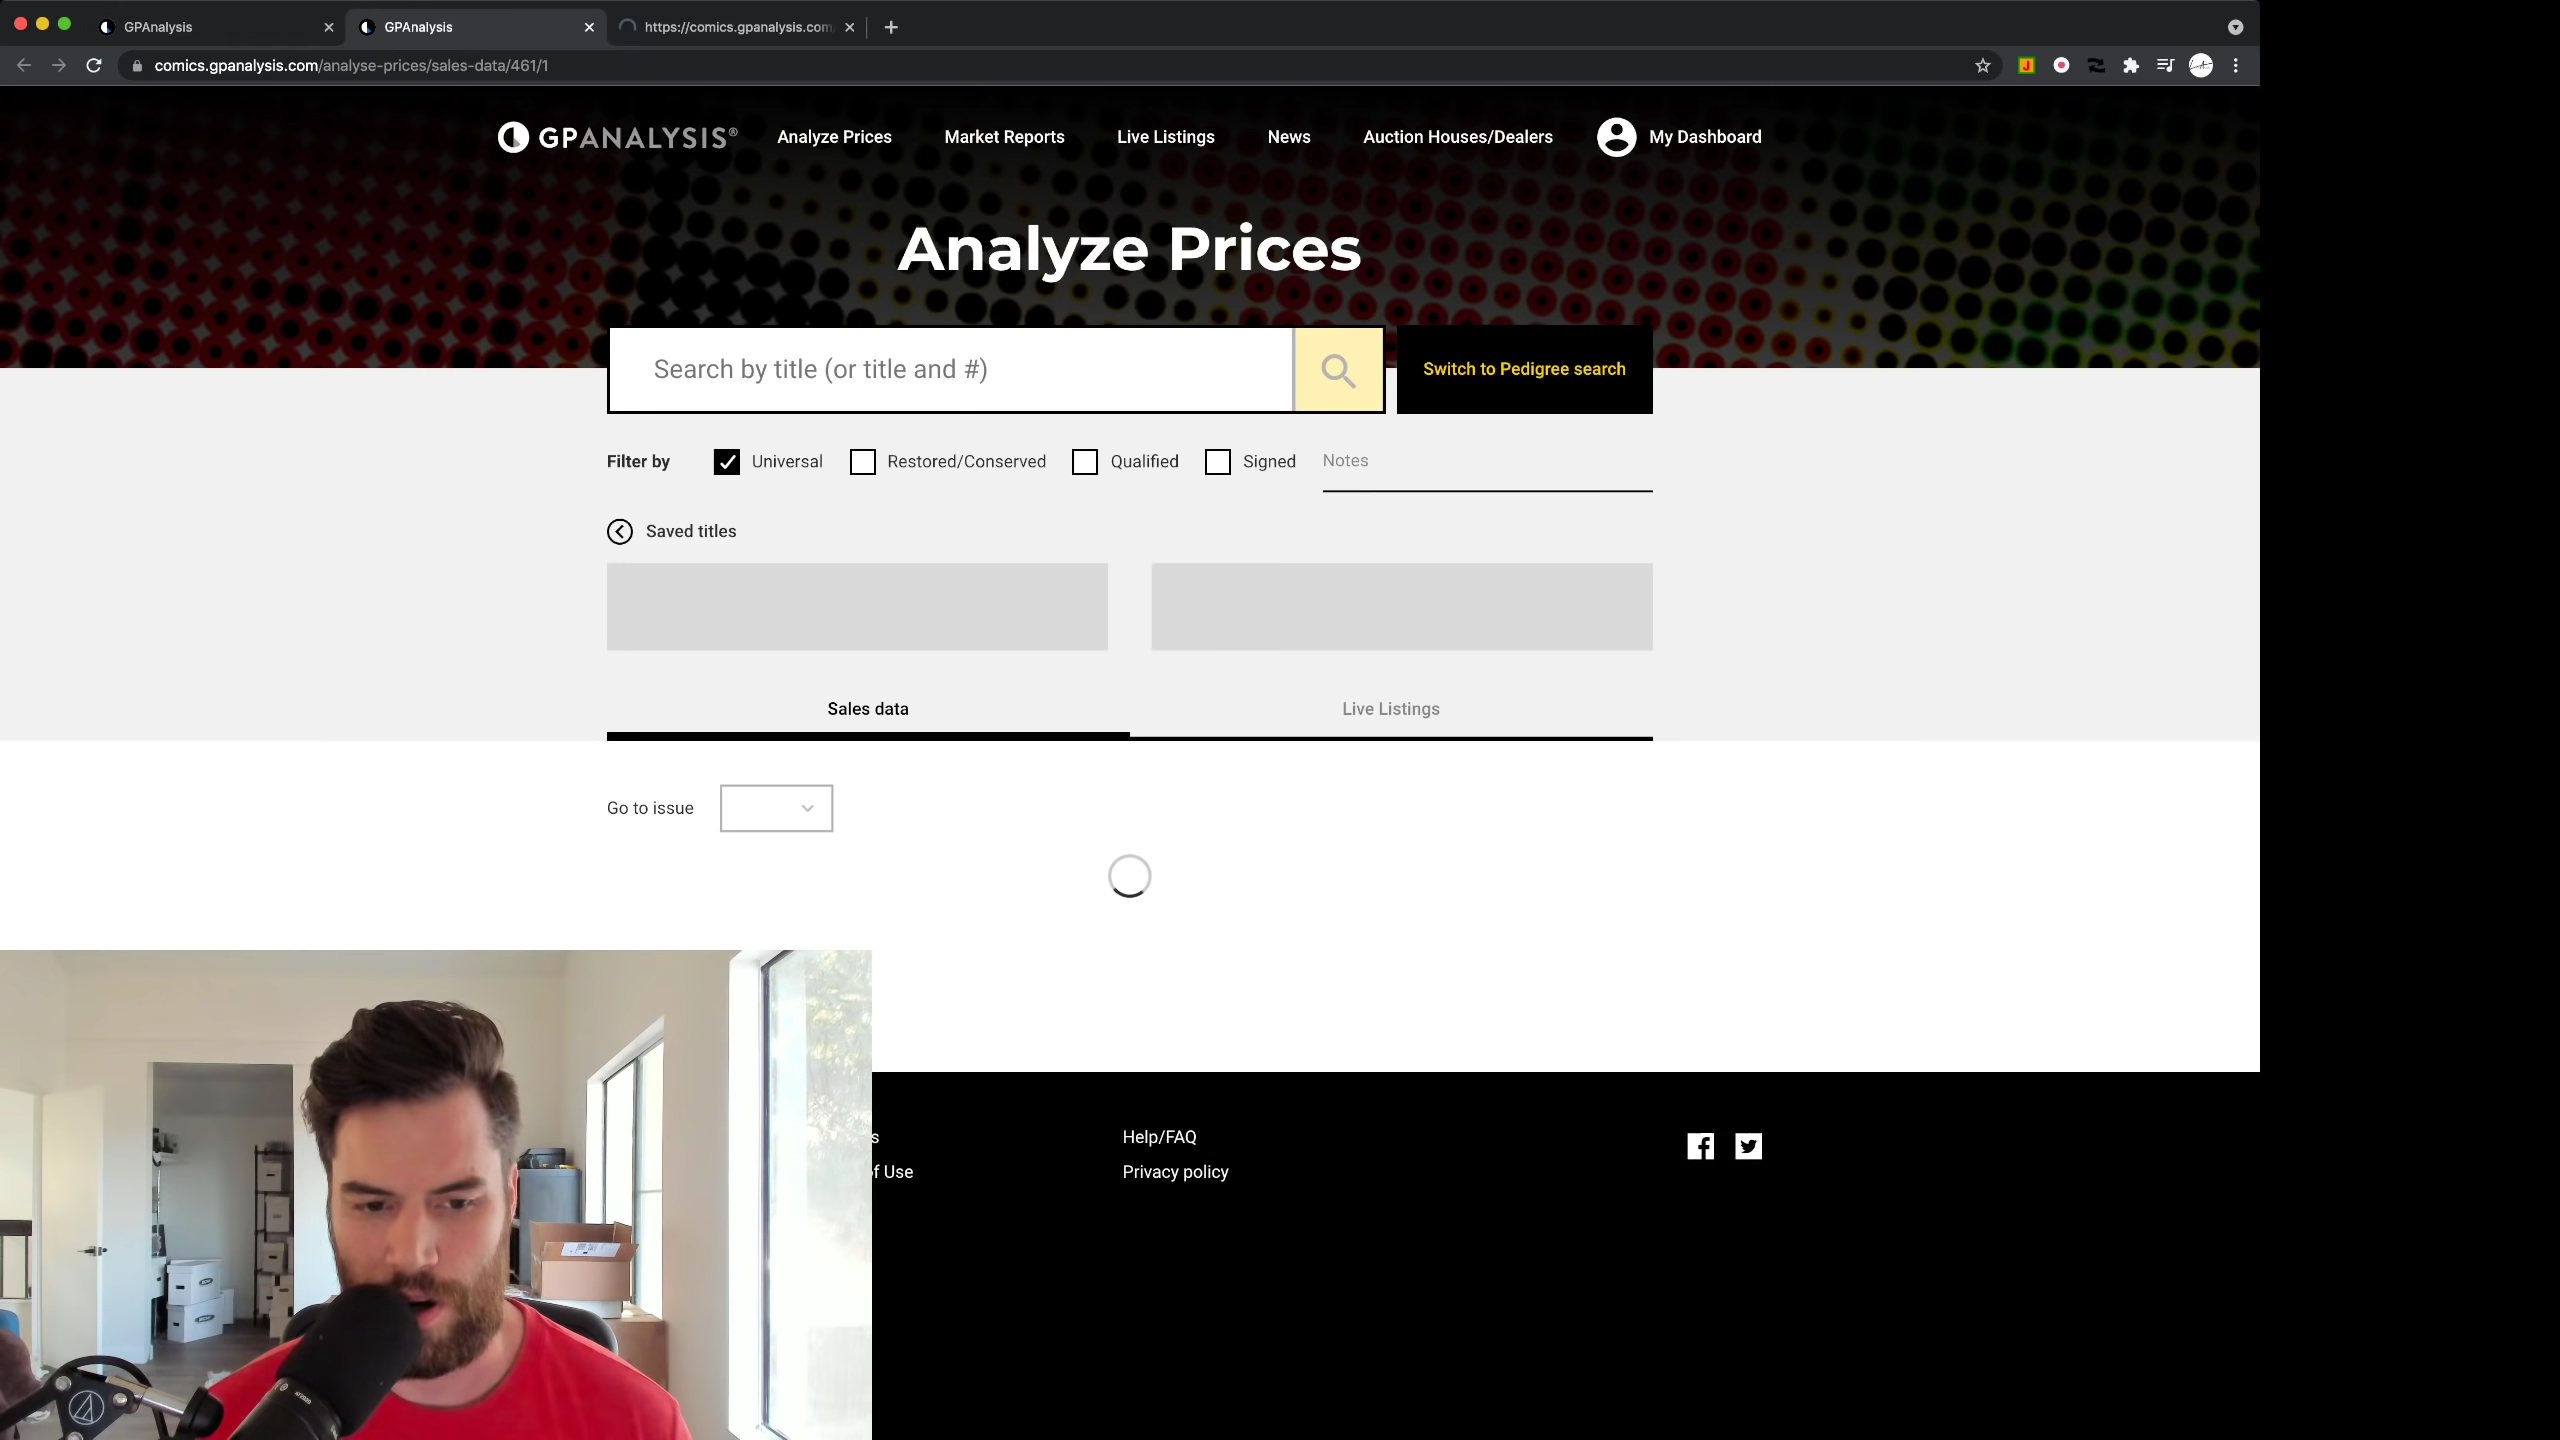 GPAnalysis
GPAnalysis
https://comics.gpanalysis.com
comics.gpanalysis.com/analyse-prices/sales-data/461/1
GPANALYSIS®
Analyze Prices
Market Reports
Live Listings
News
Auction Houses/Dealers
My Dashboard
Analyze Prices
Search by title (or title and #)
Switch to Pedigree search
Filter by
Universal
Restored/Conserved
Qualified
Signed
Notes
Saved titles
Sales data
Live Listings
Go to issue
s
Help/FAQ
of Use
Privacy policy